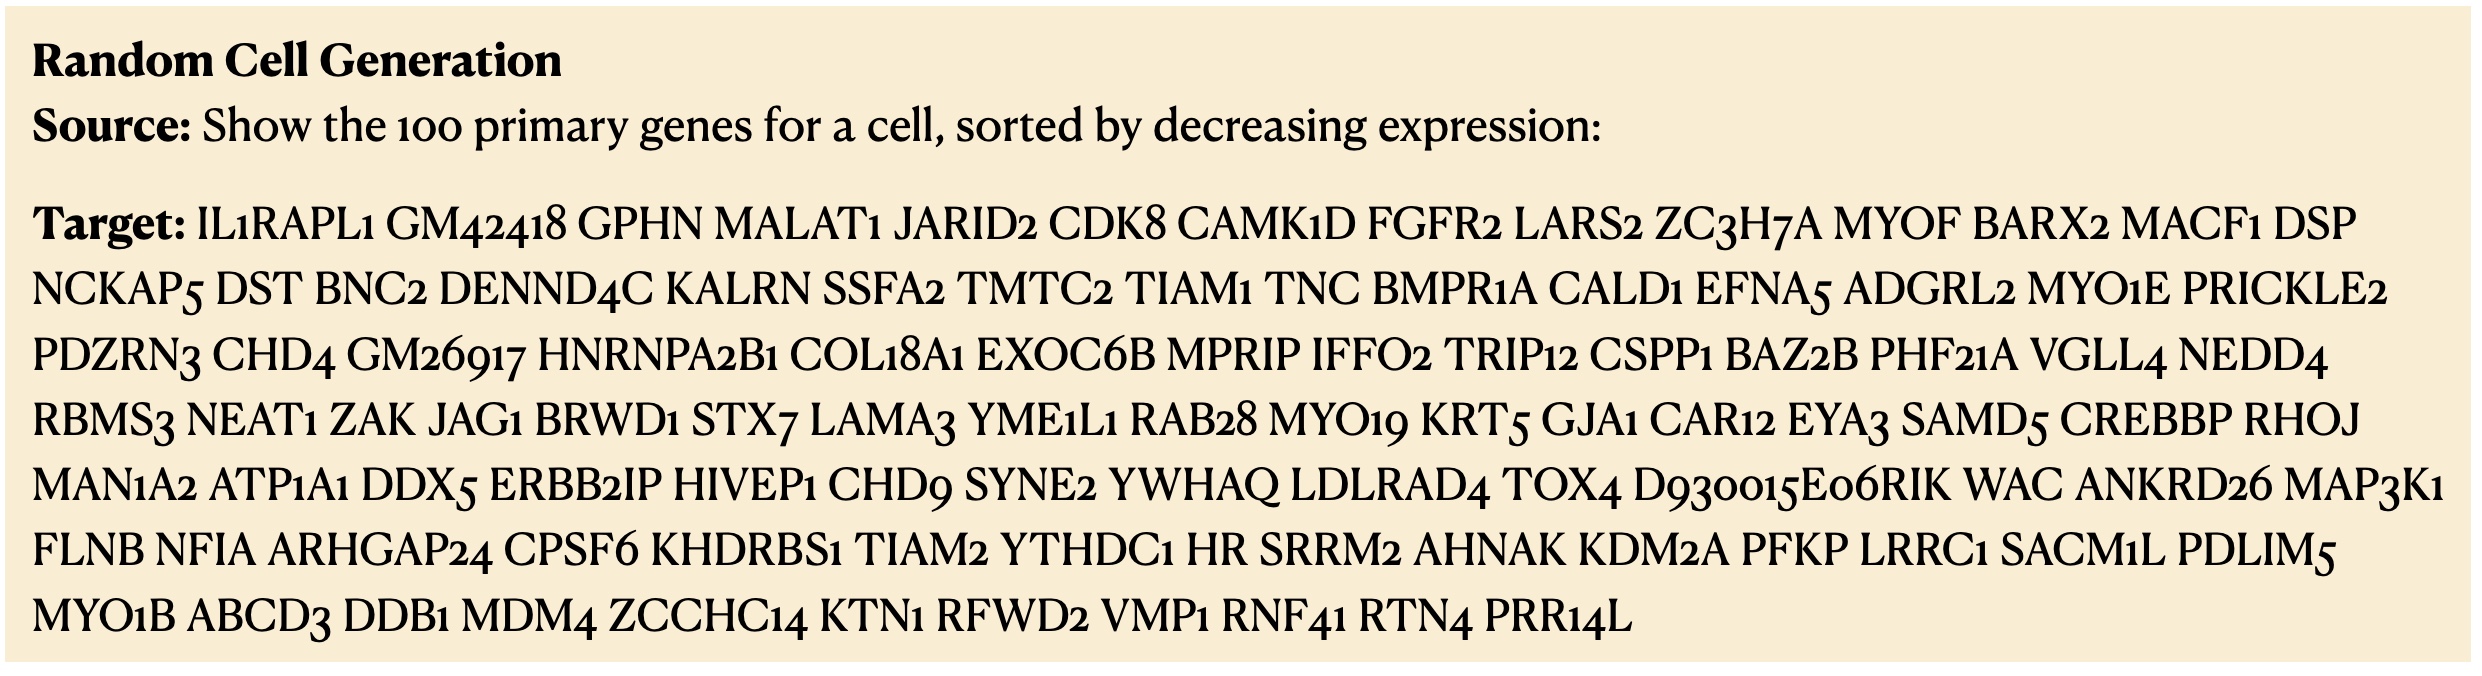 Random Cell Generation
Source: Show the 100 primary genes for a cell, sorted by decreasing expression:
Target: IL1RAPL1 GM42418 GPHN MALAT1 JARID2 CDK8 CAMK1D FGFR2 LARS2 ZC3H7A MYOF BARX2 MACF1 DSP
NCKAP5 DST BNC2 DENND4C KALRN SSFA2 TMTC2 TIAM1 TNC BMPR1A CALD1 EFNA5 ADGRL2 MYO1E PRICKLE2
PDZRN3 CHD4 GM26917 HNRNPA2B1 COL18A1 EXOC6B MPRIP IFFO2 TRIP12 CSPP1 BAZ2B PHF21A VGLL4 NEDD4
RBMS3 NEAT1 ZAK JAG1 BRWD1 STX7 LAMA3 YME1L1 RAB28 MYO19 KRT5 GJA1 CAR12 EYA3 SAMD5 CREBBP RHOJ
MAN1A2 ATP1A1 DDX5 ERBB2IP HIVEP1 CHD9 SYNE2 YWHAQ LDLRAD4 TOX4 D930015E06RIK WAC ANKRD26 MAP3K1
FLNB NFIA ARHGAP24 CPSF6 KHDRBS1 TIAM2 YTHDC1 HR SRRM2 AHNAK KDM2A PFKP LRRC1 SACM1L PDLIM5
MYO1B ABCD3 DDB1 MDM4 ZCCHC14 KTN1 RFWD2 VMP1 RNF41 RTN4 PRR14L